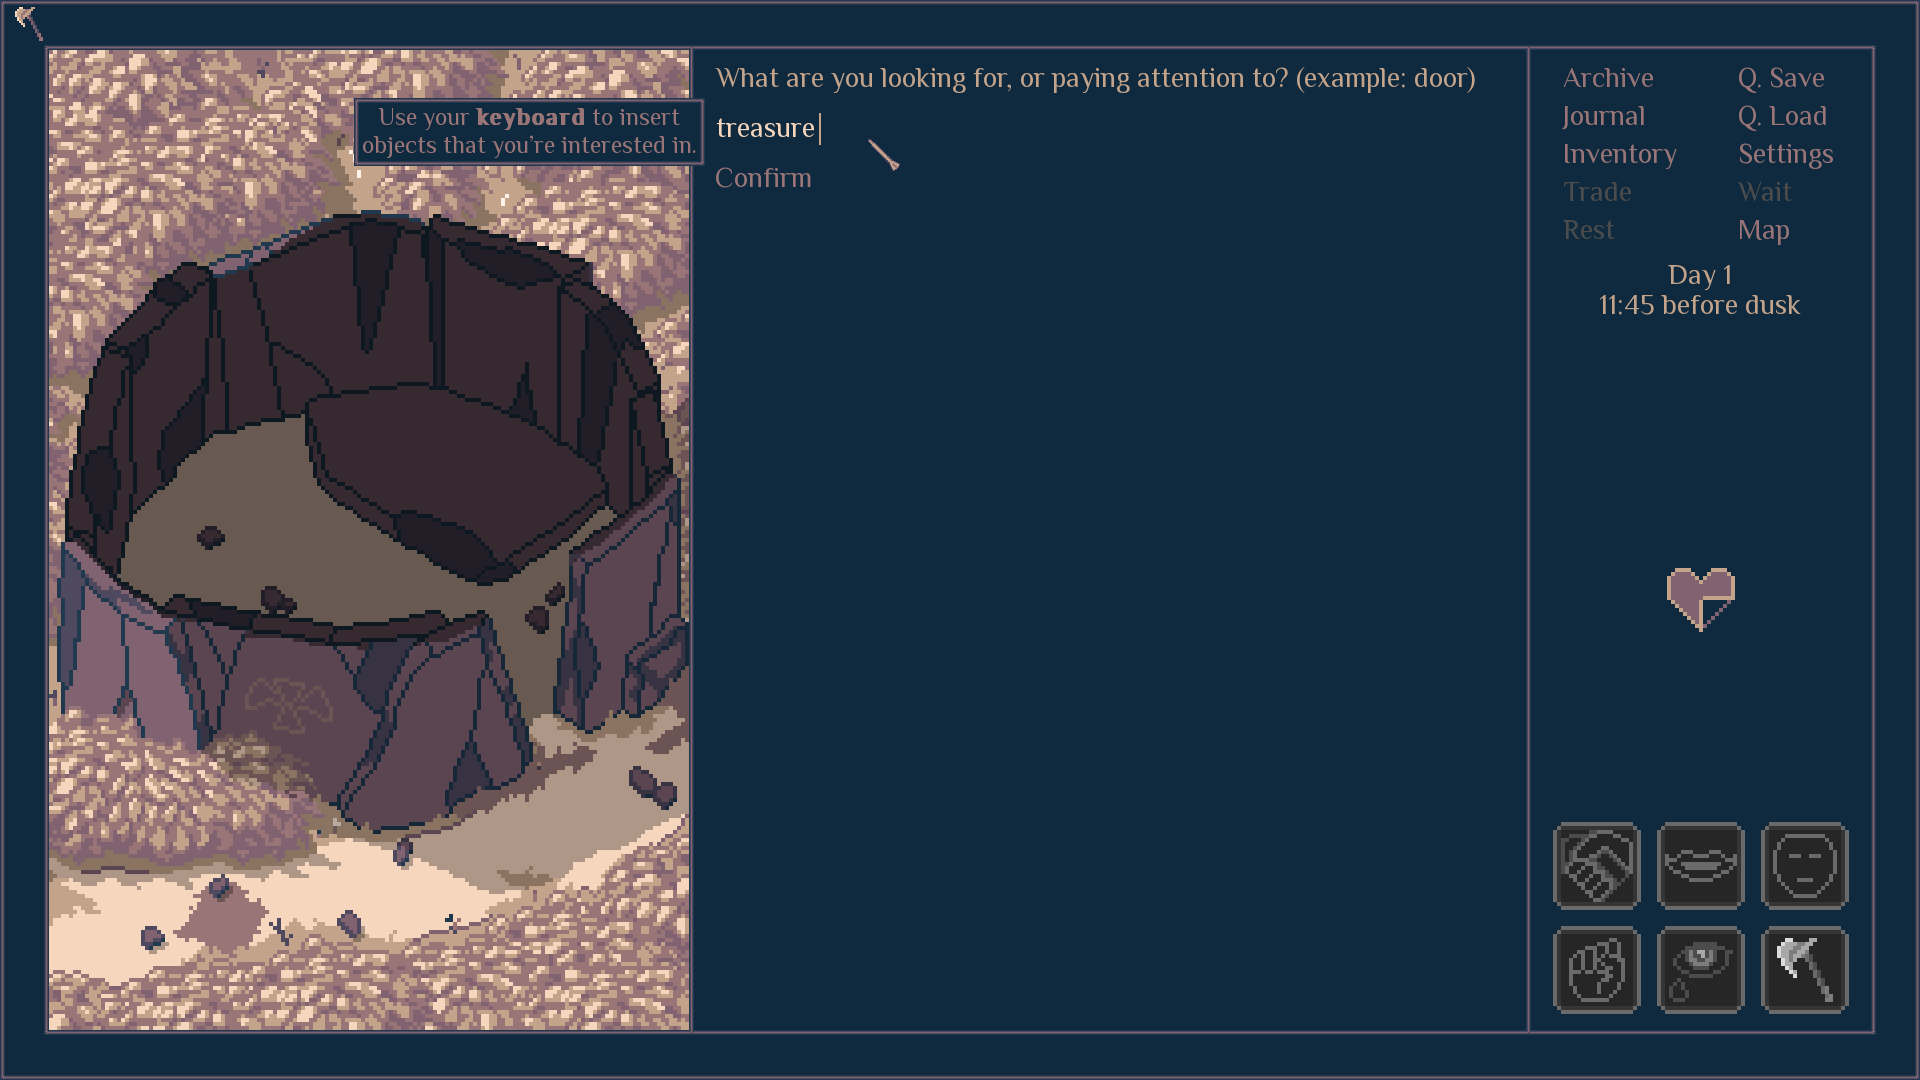 What are you looking for, or paying attention to? (example: door)
Use your keyboard to insert
objects that you're interested in.
treasure
Confirm
Archive
Q. Save
Journal
Q. Load
Inventory
Settings
Trade
Wait
Rest
Map
Day 1
11:45 before dusk